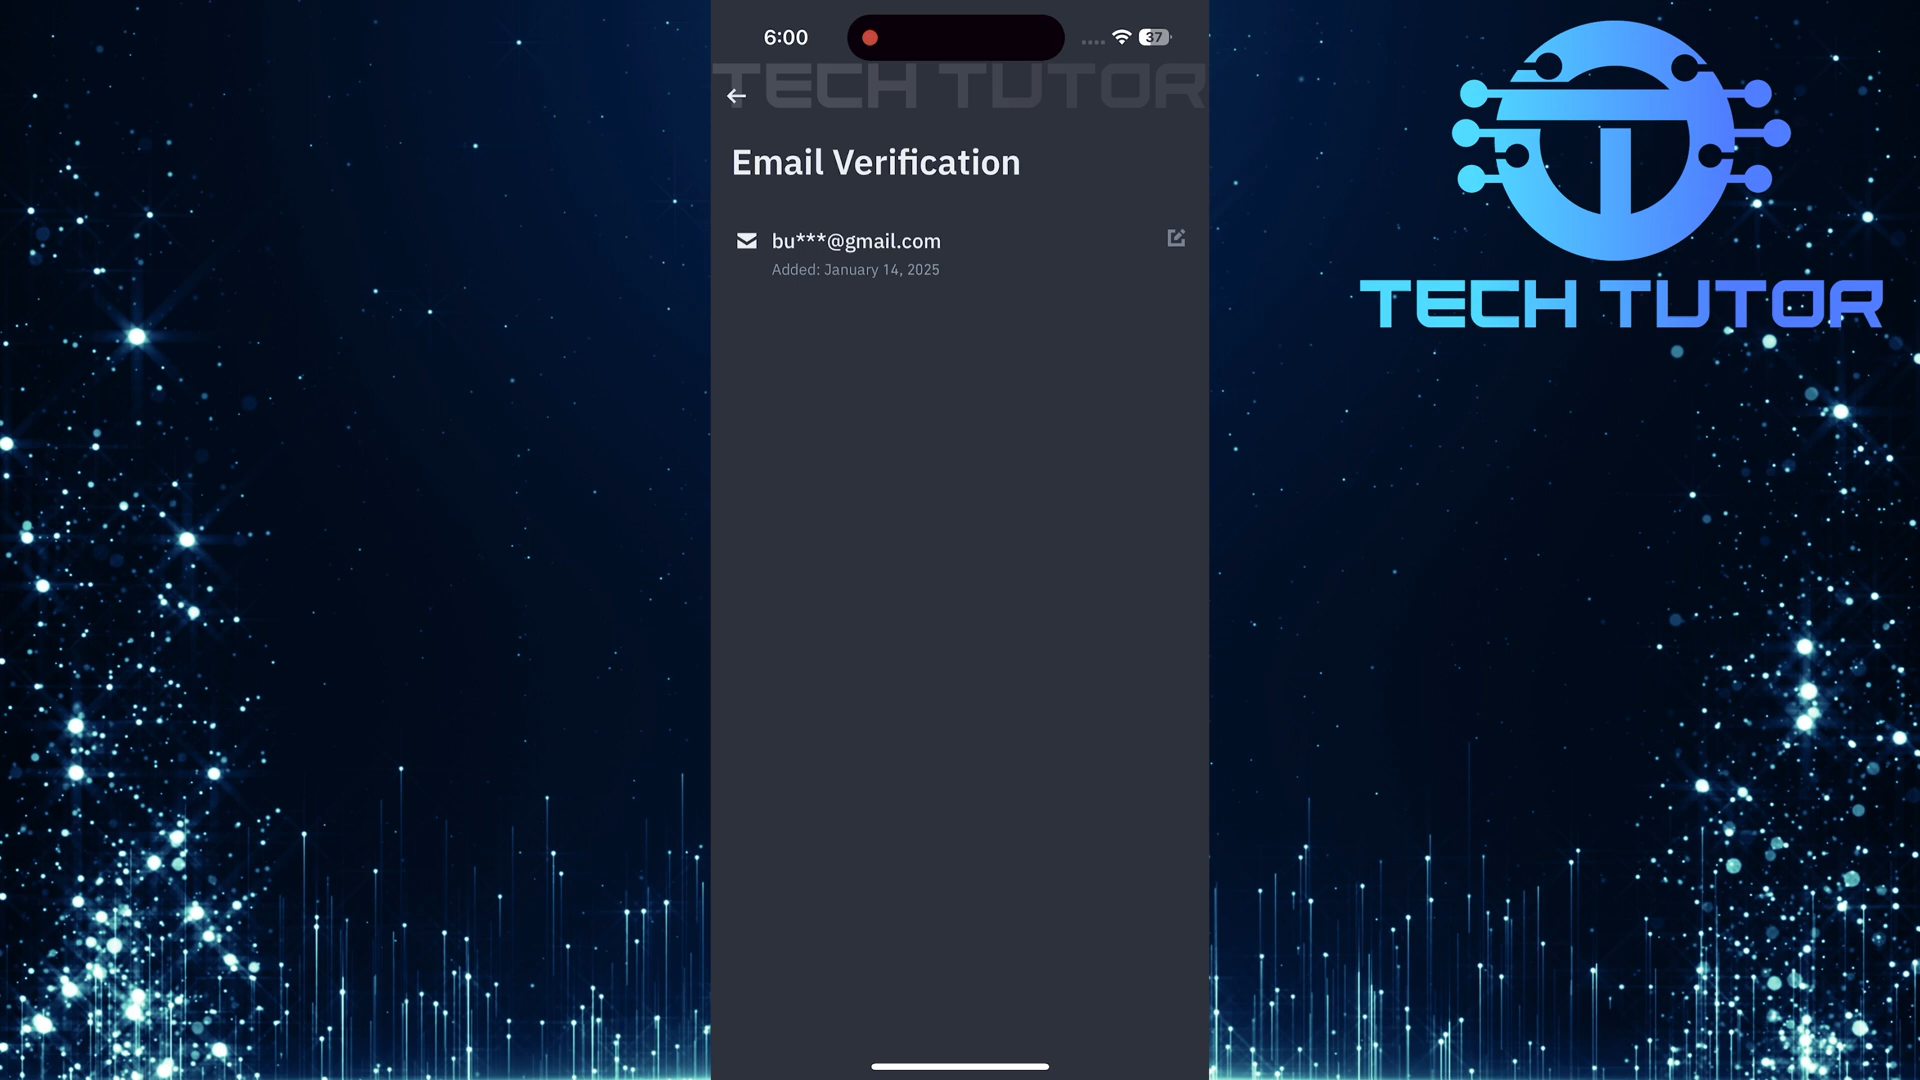 6:00
37
TECH TUTOR
Email Verification
bu***@gmail.com
Added: January 14, 2025
TECH TUTOR